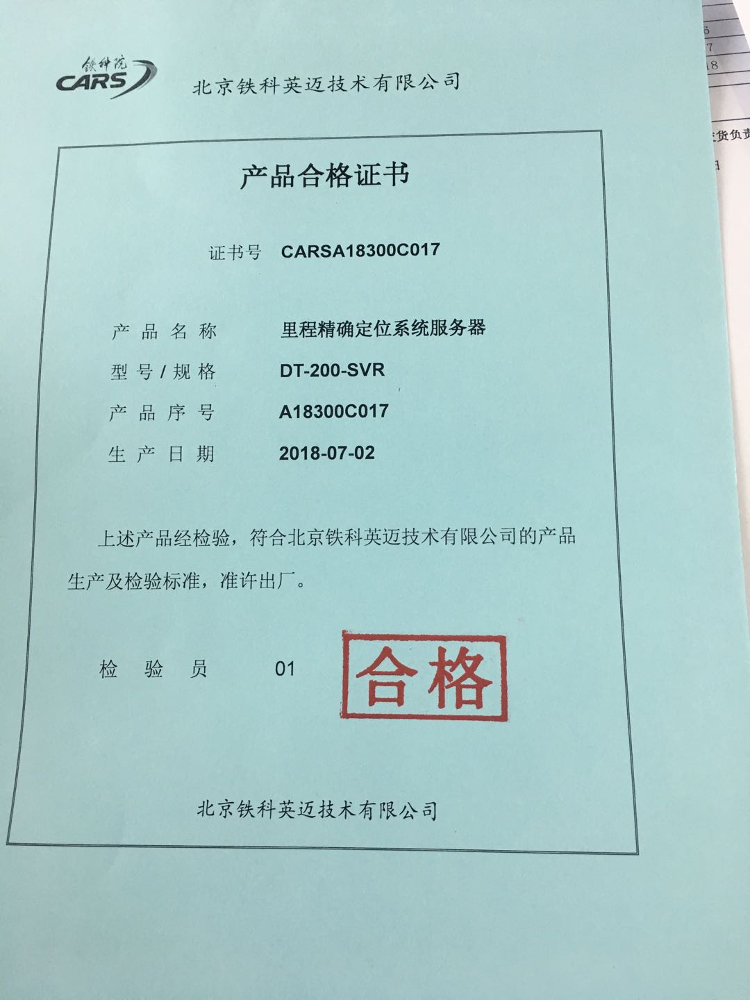 铁科院
CARS
北京铁科英迈技术有限公司
产品合格证书
证书号 CARSA18300C017
产品名称 里程精确定位系统服务器
型号/规格 DT-200-SVR
产品序号 A18300C017
生产日期 2018-07-02
上述产品经检验，符合北京铁科英迈技术有限公司的产品
生产及检验标准，准许出厂。
检验员 01
合格
北京铁科英迈技术有限公司
6
7
18
货负责